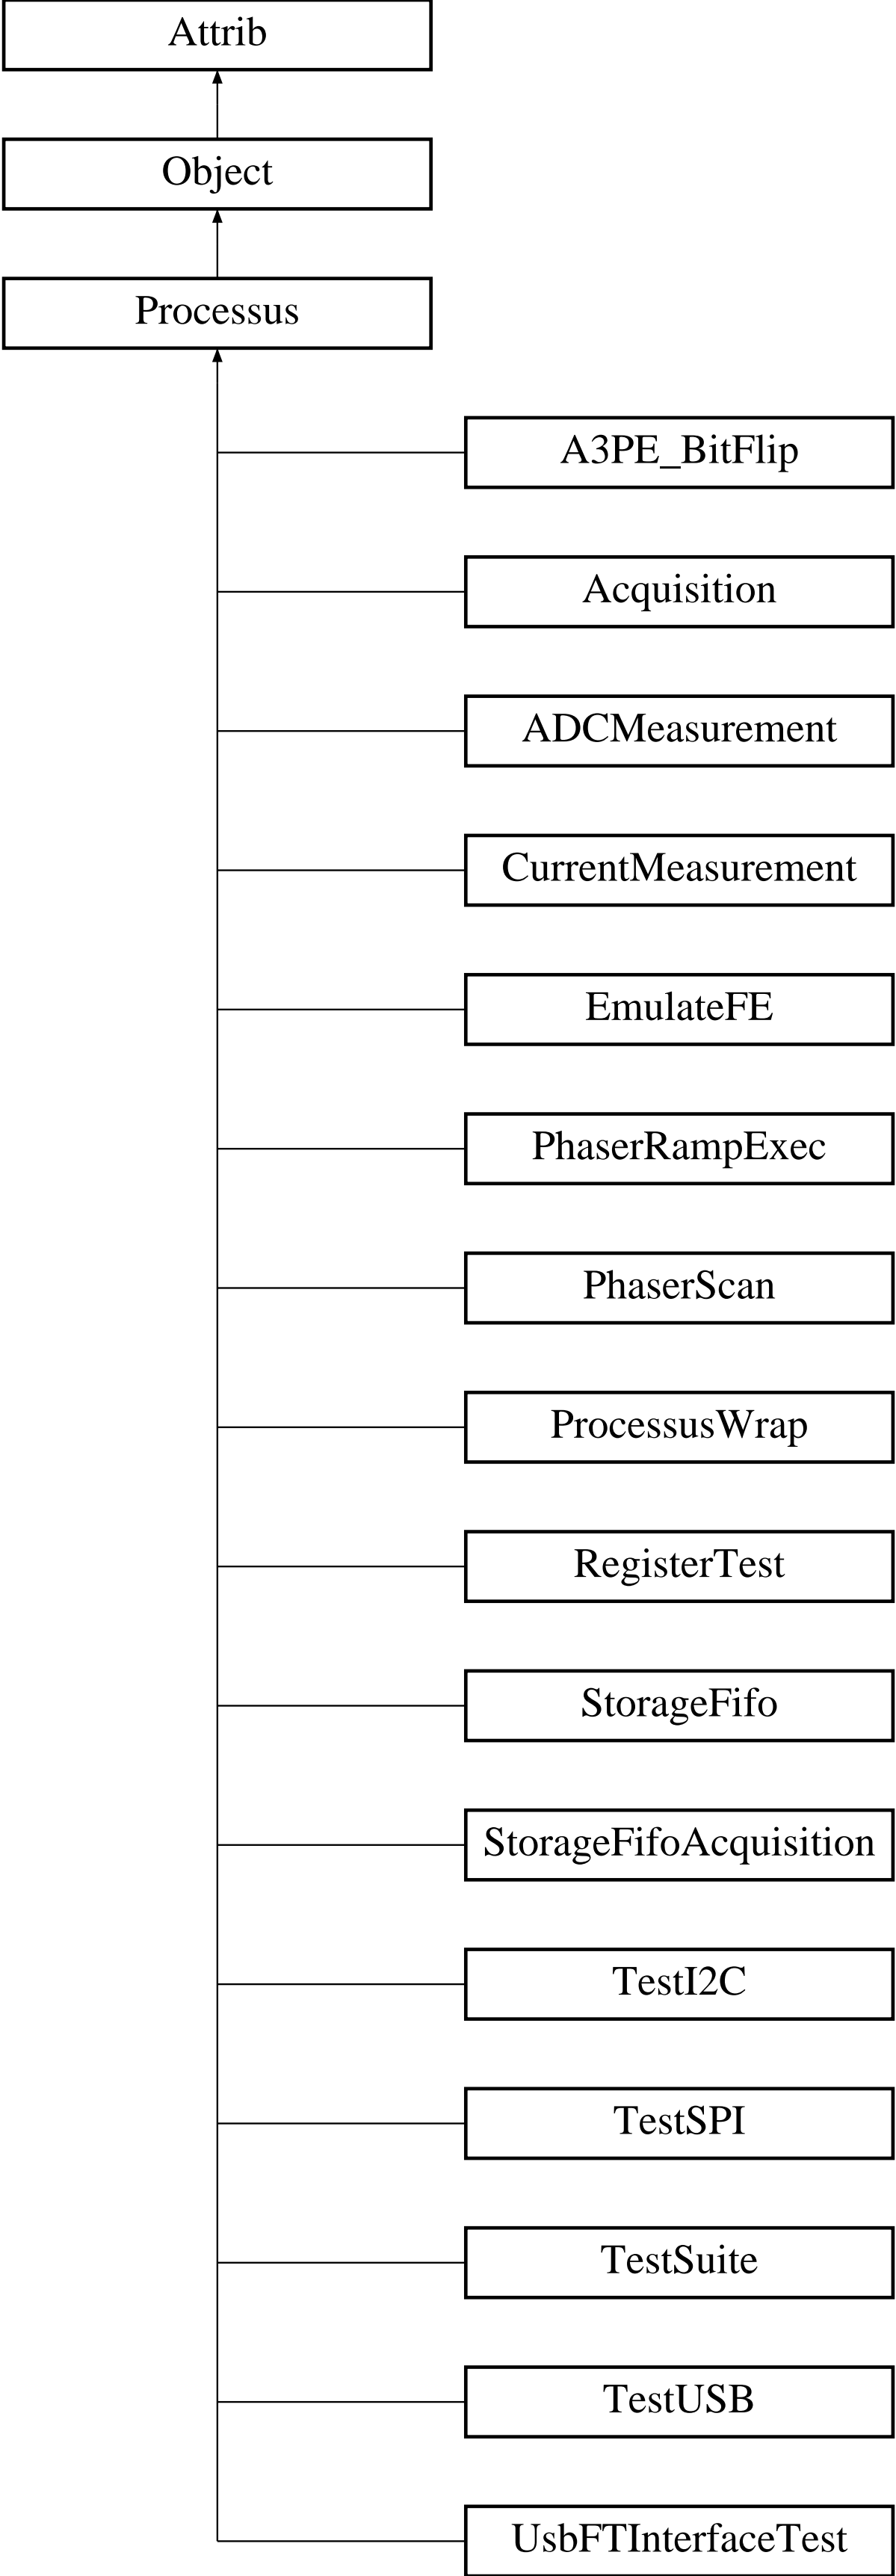 Attrib
Object
Processus
A3PE_BitFlip
Acquisition
ADCMeasurement
CurrentMeasurement
EmulateFE
PhaserRampExec
PhaserScan
ProcessusWrap
RegisterTest
StorageFifo
StorageFifoAcquisition
TestI2C
TestSPI
TestSuite
TestUSB
UsbFTInterfaceTest